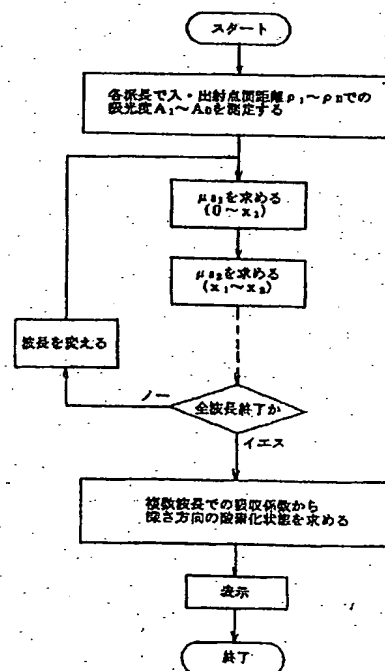 スタート
各波長で入・出射点間距離ρ₁～ρnでの
吸光度A₁～Anを測定する
μa₁を求める
(0～x₁)
μa₂を求める
(x₁～x₂)
波長を変える
ノー
全波長終了か
イエス
複数波長での吸収係数から
深さ方向の酸素化状態を求める
表示
終了